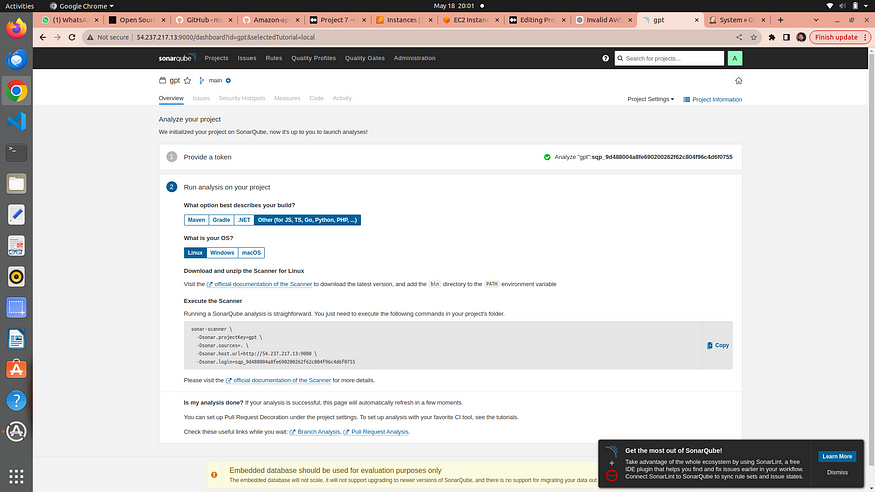 Activities
Google Chrome
May 18 20:01
(1) WhatsA
Open Sourc
GitHub - mo
Amazon-ap
Project 7 –
Instances |
EC2 Instanc
Editing Pro
Invalid AW
gpt
System » Gi
Not secure | 54.237.217.13:9000/dashboard?id=gpt&selectedTutorial=local
Finish update
sonarqube Projects Issues Rules Quality Profiles Quality Gates Administration
Search for projects...
A
gpt main
Overview Issues Security Hotspots Measures Code Activity
Project Settings Project Information
Analyze your project
We initialized your project on SonarQube, now it's up to you to launch analyses!
1 Provide a token
Analyze "gpt":sqp_9d488004a8fe690200262f62c804f96c4d6f0755
2 Run analysis on your project
What option best describes your build?
Maven Gradle .NET Other (for JS, TS, Go, Python, PHP, ...)
What is your OS?
Linux Windows macOS
Download and unzip the Scanner for Linux
Visit the official documentation of the Scanner to download the latest version, and add the bin directory to the PATH environment variable
Execute the Scanner
Running a SonarQube analysis is straighforward. You just need to execute the following commands in your project's folder.
sonar-scanner \
-Dsonar.projectKey=gpt \
-Dsonar.sources=. \
-Dsonar.host.url=http://54.237.217.13:9000 \
-Dsonar.login=sqp_9d488004a8fe690200262f62c804f96c4d6f0755
Copy
Please visit the official documentation of the Scanner for more details.
Is my analysis done? If your analysis is successful, this page will automatically refresh in a few moments.
You can set up Pull Request Decoration under the project settings. To set up analysis with your favorite CI tool, see the tutorials.
Check these useful links while you wait: Branch Analysis, Pull Request Analysis.
Embedded database should be used for evaluation purposes only
The embedded database will not scale, it will not support upgrading to newer versions of SonarQube, and there is no support for migrating your data out
Get the most out of SonarQube!
Take advantage of the whole ecosystem by using SonarLint, a free
IDE plugin that helps you find and fix issues earlier in your workflow.
Connect SonarLint to SonarQube to sync rule sets and issue states.
Learn More
Dismiss